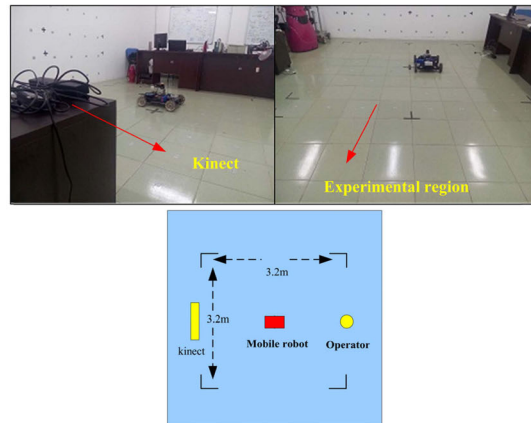 Kinect
Experimental region
3.2m
3.2m
kinect
Mobile robot
Operator